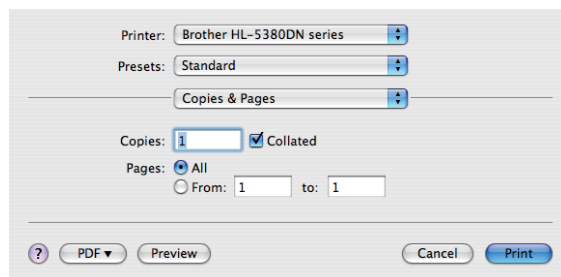 Printer: Brother HL-5380DN series
Presets: Standard
Copies & Pages
Copies: 1 Collated
Pages: All
From: 1 to: 1
? PDF▼ Preview Cancel Print